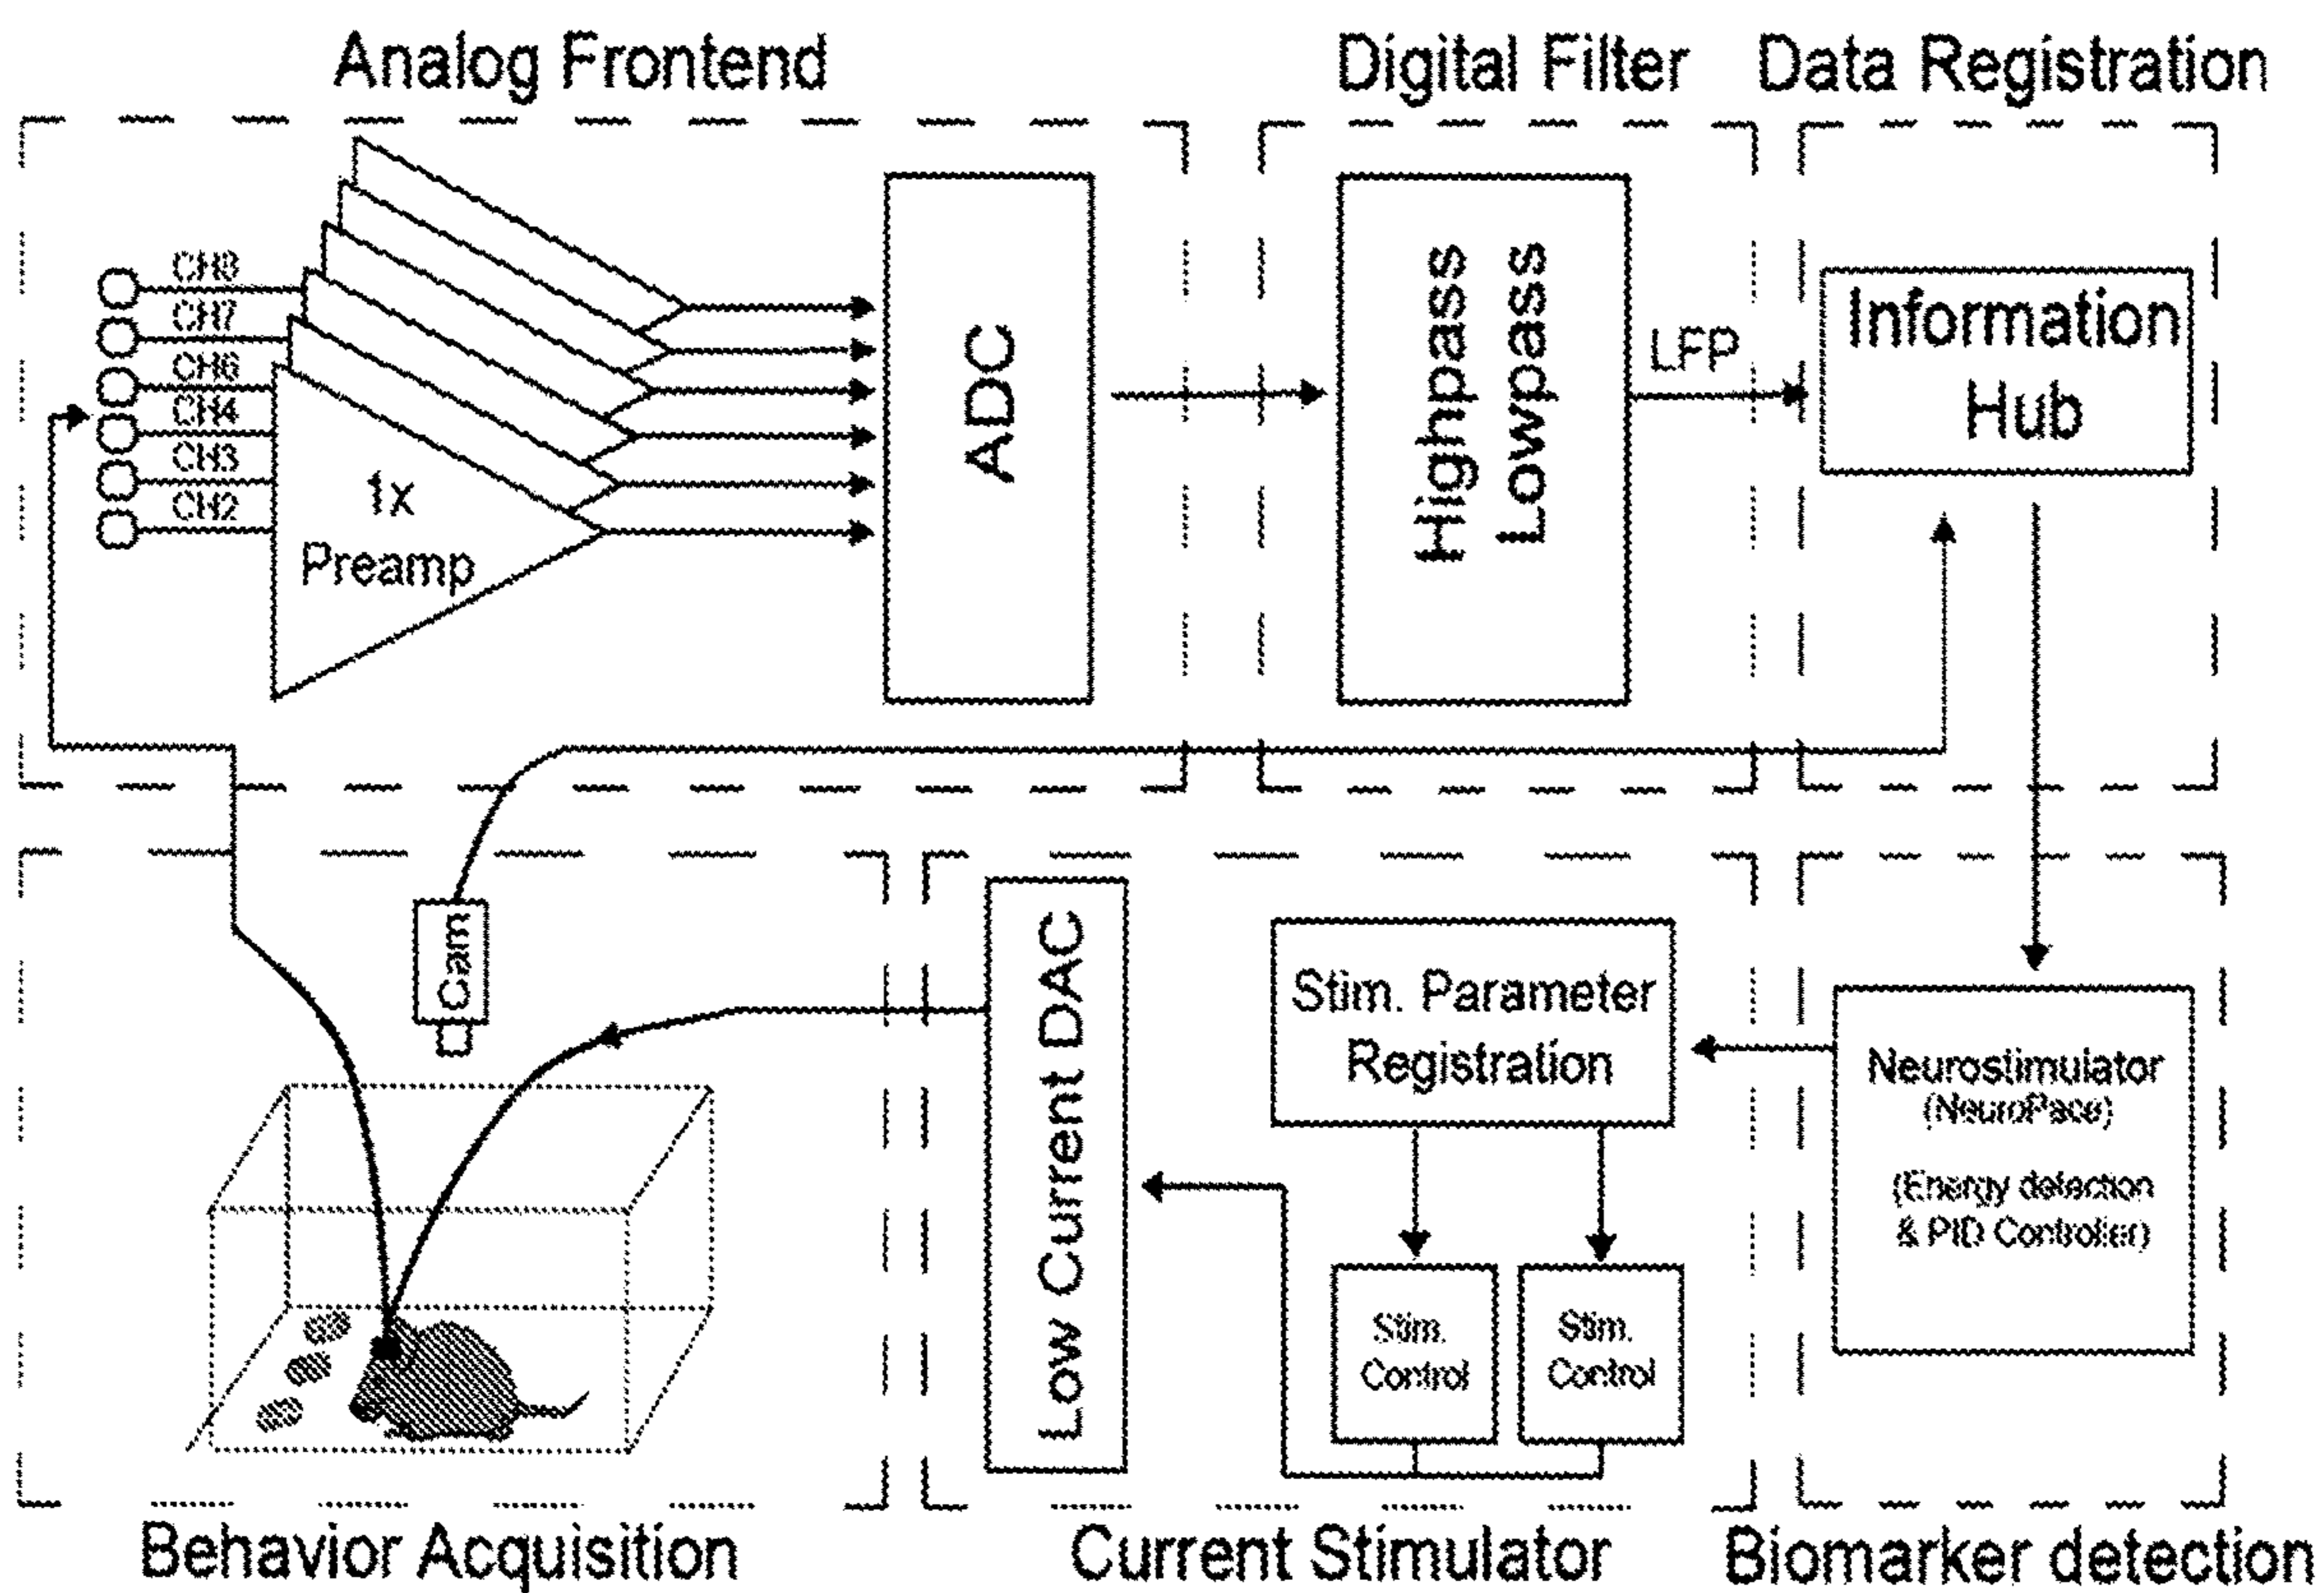 Analog Frontend
Digital Filter
Data Registration
CH8
CH7
CH6
CH4
CH3
CH2
1x
Preamp
ADC
Highpass
Lowpass
LFP
Information
Hub
Cam
Low Current DAC
Stim. Parameter
Registration
Stim.
Control
Stim.
Control
Neurostimulator
(NeuroPace)
(Energy detection
& PID Controller)
Behavior Acquisition
Current Stimulator
Biomarker detection